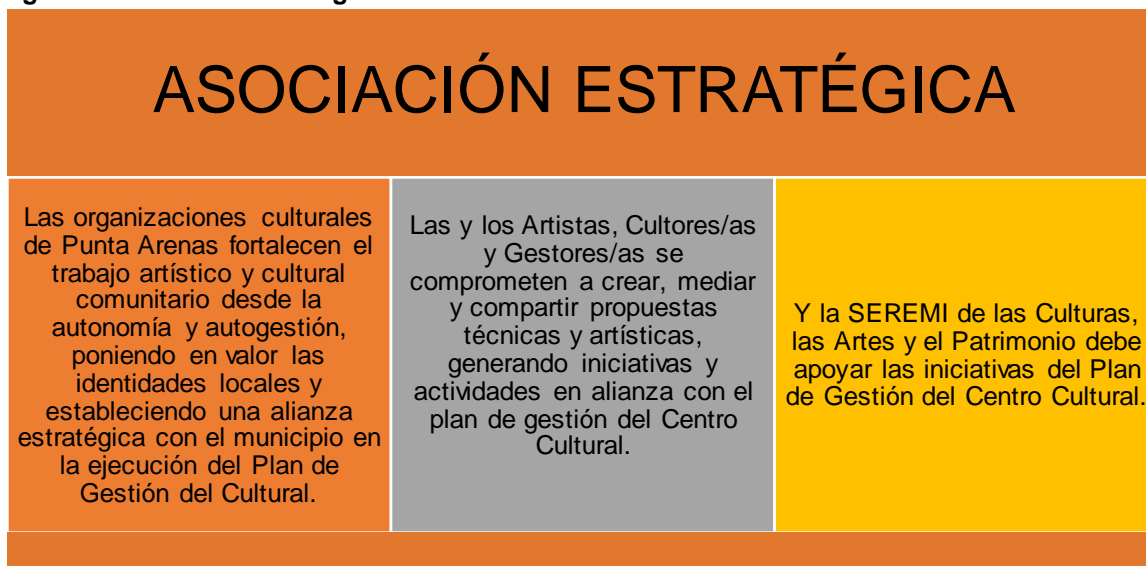 ASOCIACIÓN ESTRATÉGICA
Las organizaciones culturales
de Punta Arenas fortalecen el
trabajo artístico y cultural
comunitario desde la
autonomía y autogestión,
poniendo en valor las
identidades locales y
estableciendo una alianza
estratégica con el municipio en
la ejecución del Plan de
Gestión del Cultural.
Las y los Artistas, Cultores/as
y Gestores/as se
comprometen a crear, mediar
y compartir propuestas
técnicas y artísticas,
generando iniciativas y
actividades en alianza con el
plan de gestión del Centro
Cultural.
Y la SEREMI de las Culturas,
las Artes y el Patrimonio debe
apoyar las iniciativas del Plan
de Gestión del Centro Cultural.